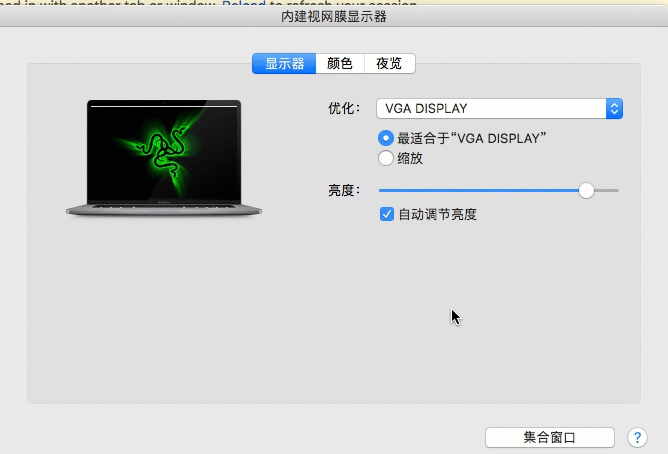 ed in with another tab or window. Reload to refresh your session.
内建视网膜显示器
显示器 颜色 夜览
优化： VGA DISPLAY
最适合于“VGA DISPLAY”
缩放
亮度：
自动调节亮度
集合窗口 ?